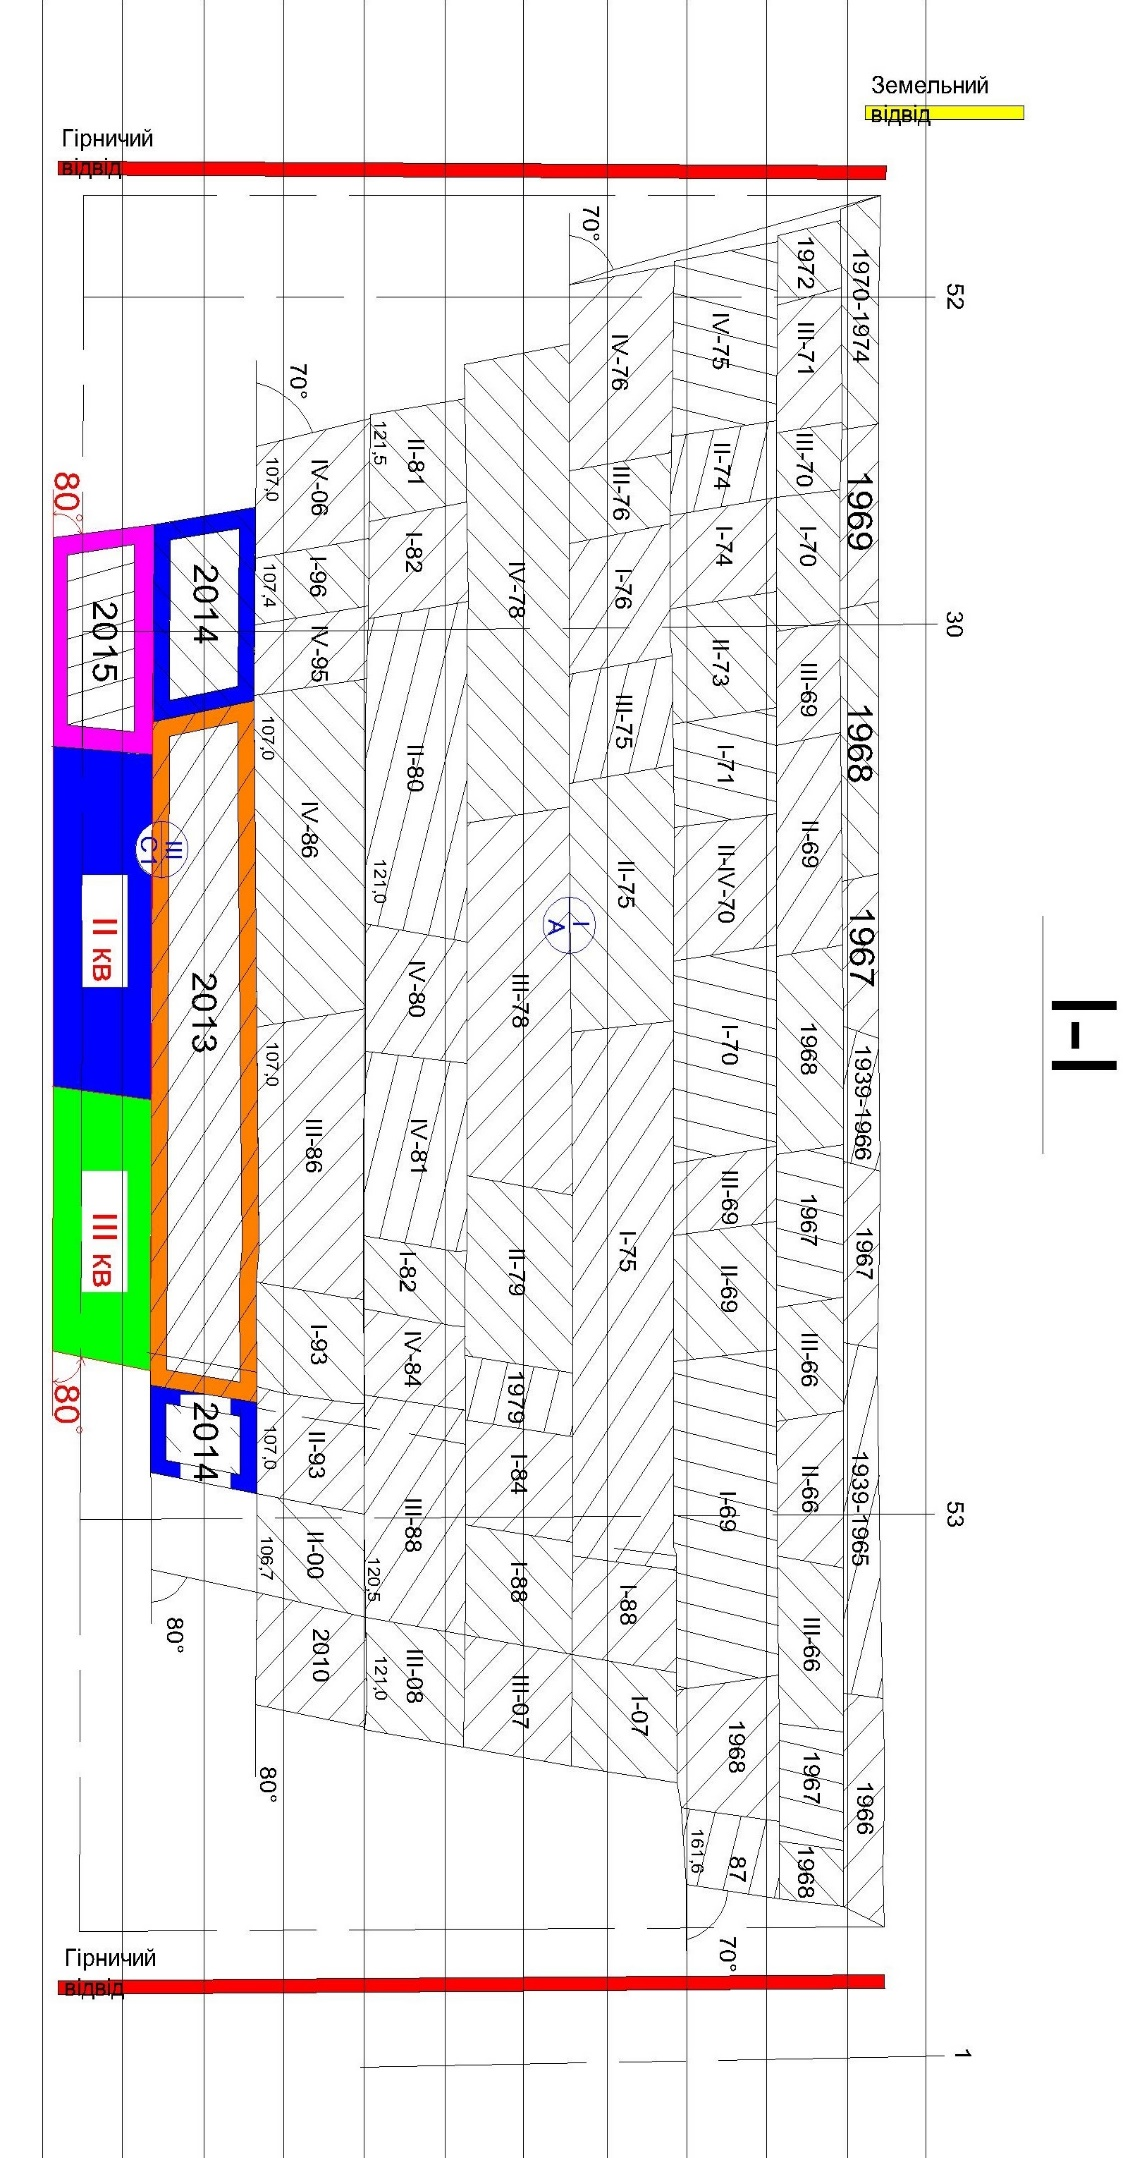 Земельний
відвід
Гірничий
відвід
I-I
52
30
53
1
1970-1974
1969
1968
1967
1939-1966
1967
1939-1965
1966
1972
III-71
III-70
I-70
III-69
II-69
1968
1967
III-66
II-66
III-66
1967
1968
IV-75
II-74
I-74
II-73
I-71
II-IV-70
I-70
III-69
II-69
I-69
1968
87
161,6
70°
70°
IV-76
III-76
I-76
III-75
II-75
I
A
I-75
I-88
I-07
IV-78
III-78
II-79
1979
I-84
I-88
III-07
II-81
121,5
I-82
II-80
121,0
IV-80
IV-81
I-82
IV-84
III-88
120,5
III-08
121,0
70°
IV-06
107,0
I-96
107,4
IV-95
IV-86
107,0
III-86
107,0
I-93
II-93
107,0
II-00
106,7
2010
80°
2014
2013
III
C1
2014
80°
80°
2015
II кв
III кв
80°
Гірничий
відвід